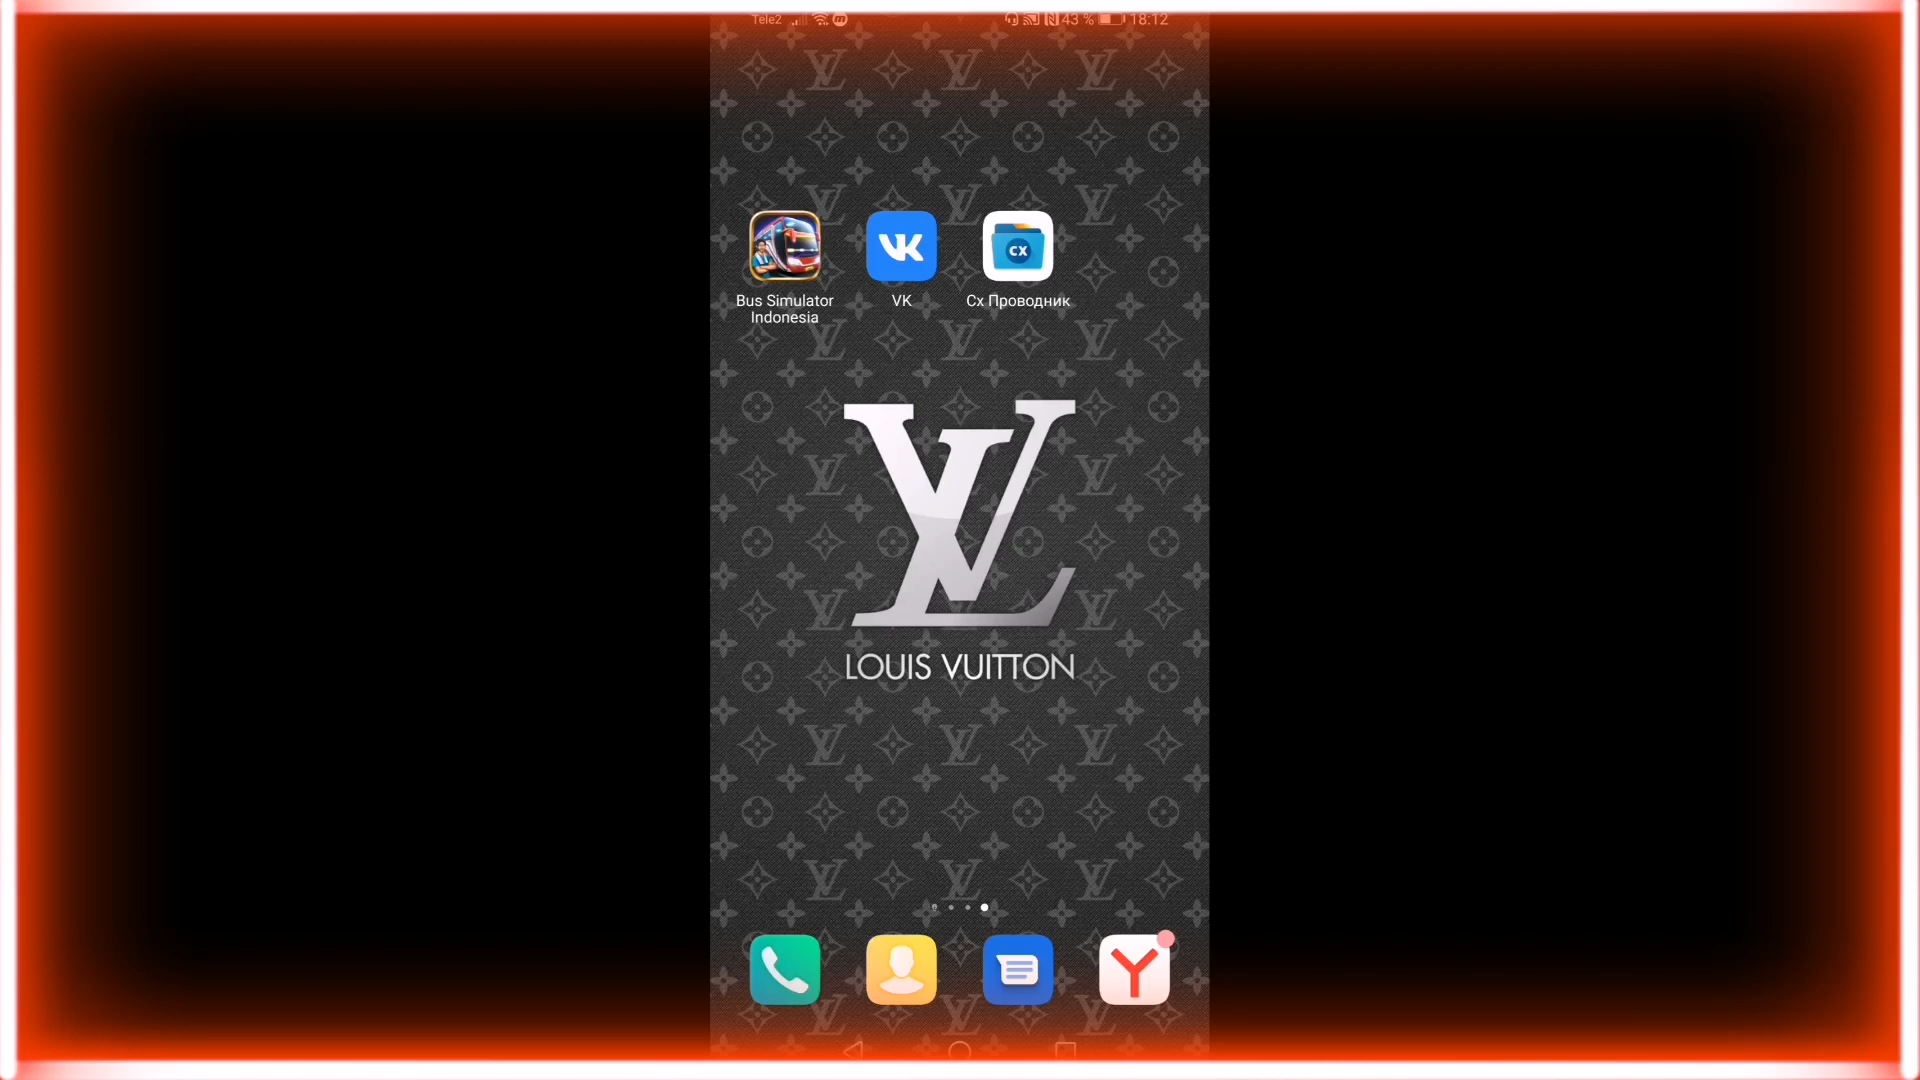 Tele2 43 % 18:12
Bus Simulator
Indonesia
VK
Cx Проводник
LOUIS VUITTON